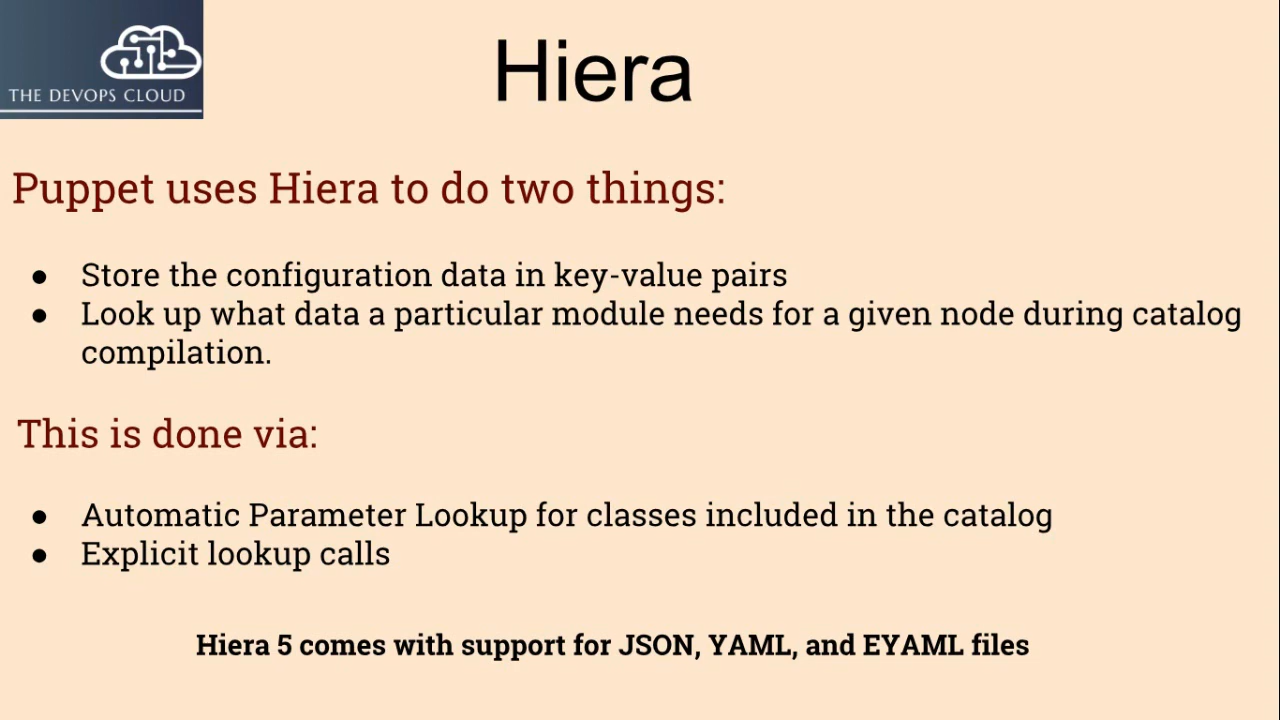 THE DEVOPS CLOUD
Hiera
Puppet uses Hiera to do two things:
● Store the configuration data in key-value pairs
● Look up what data a particular module needs for a given node during catalog
compilation.
This is done via:
● Automatic Parameter Lookup for classes included in the catalog
● Explicit lookup calls
Hiera 5 comes with support for JSON, YAML, and EYAML files